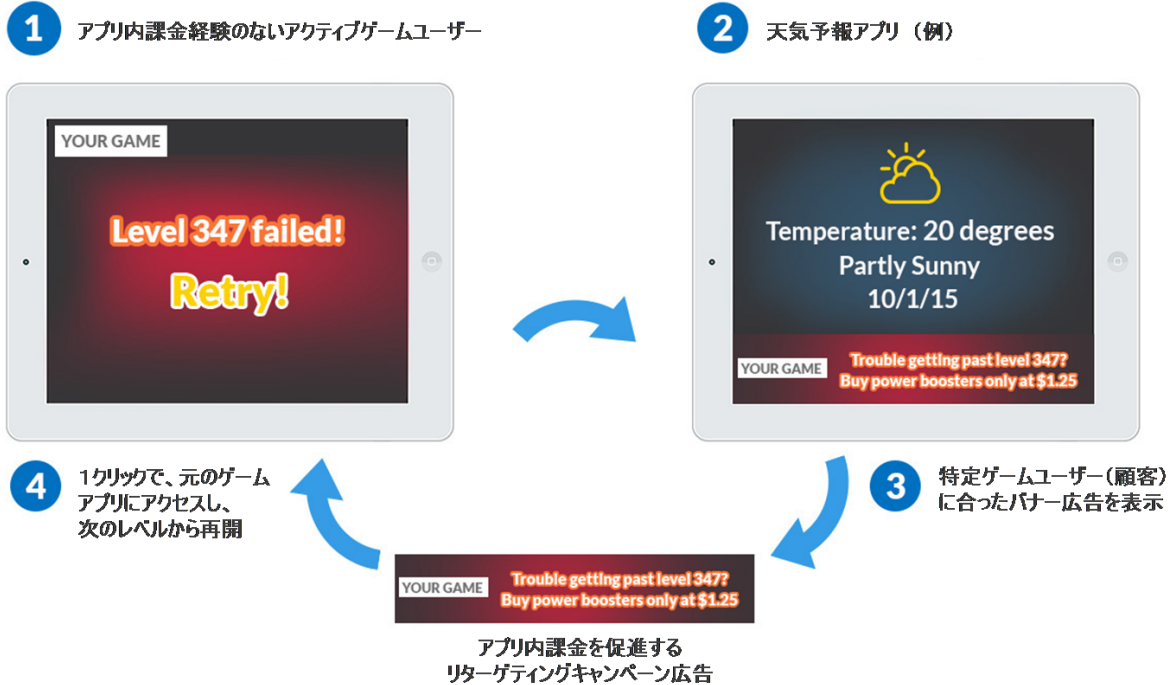 1 アプリ内課金経験のないアクティブゲームユーザー
YOUR GAME
Level 347 failed!
Retry!
2 天気予報アプリ（例）
Temperature: 20 degrees
Partly Sunny
10/1/15
YOUR GAME
Trouble getting past level 347?
Buy power boosters only at $1.25
3 特定ゲームユーザー（顧客）
に合ったバナー広告を表示
YOUR GAME
Trouble getting past level 347?
Buy power boosters only at $1.25
アプリ内課金を促進する
リターゲティングキャンペーン広告
4 1クリックで、元のゲーム
アプリにアクセスし、
次のレベルから再開